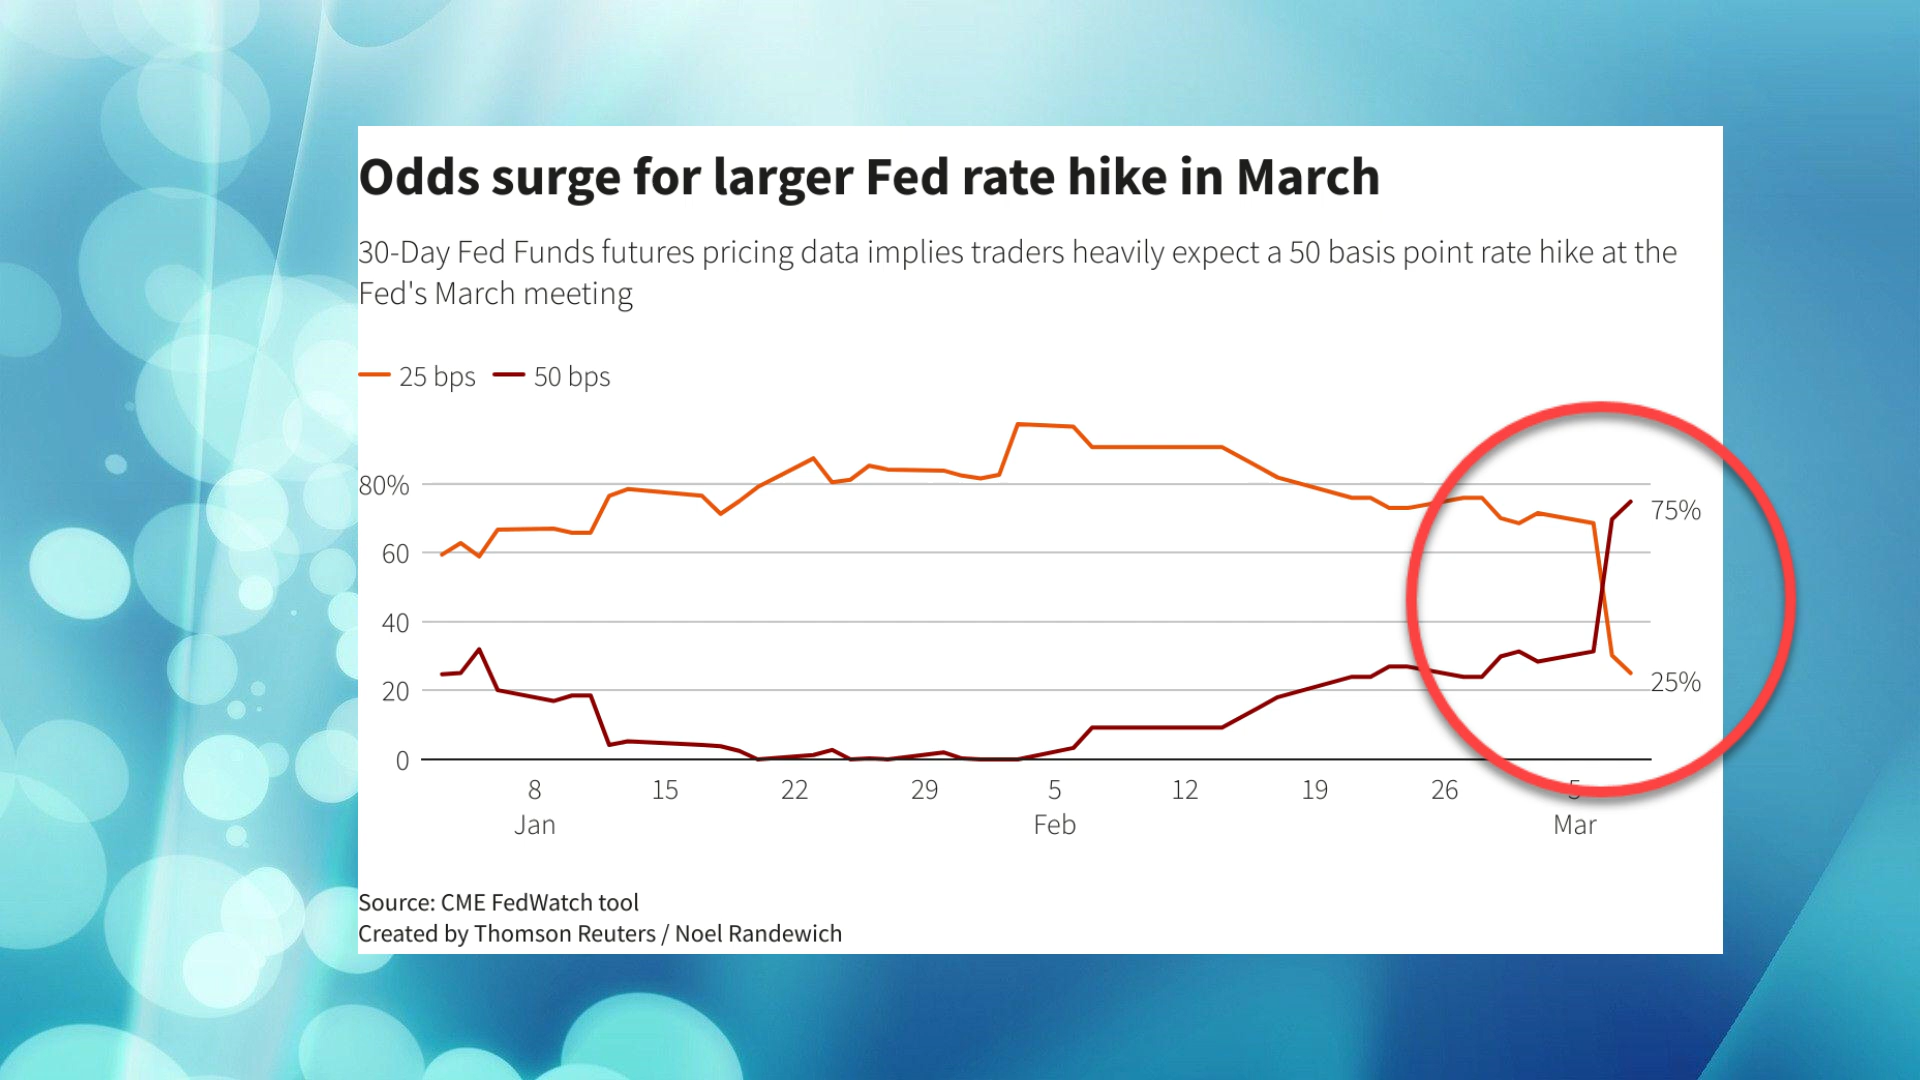 Odds surge for larger Fed rate hike in March
30-Day Fed Funds futures pricing data implies traders heavily expect a 50 basis point rate hike at the
Fed's March meeting
25 bps 50 bps
80%
60
40
20
0
75%
25%
8 15 22 29 5 12 19 26 5
Jan Feb Mar
Source: CME FedWatch tool
Created by Thomson Reuters / Noel Randewich